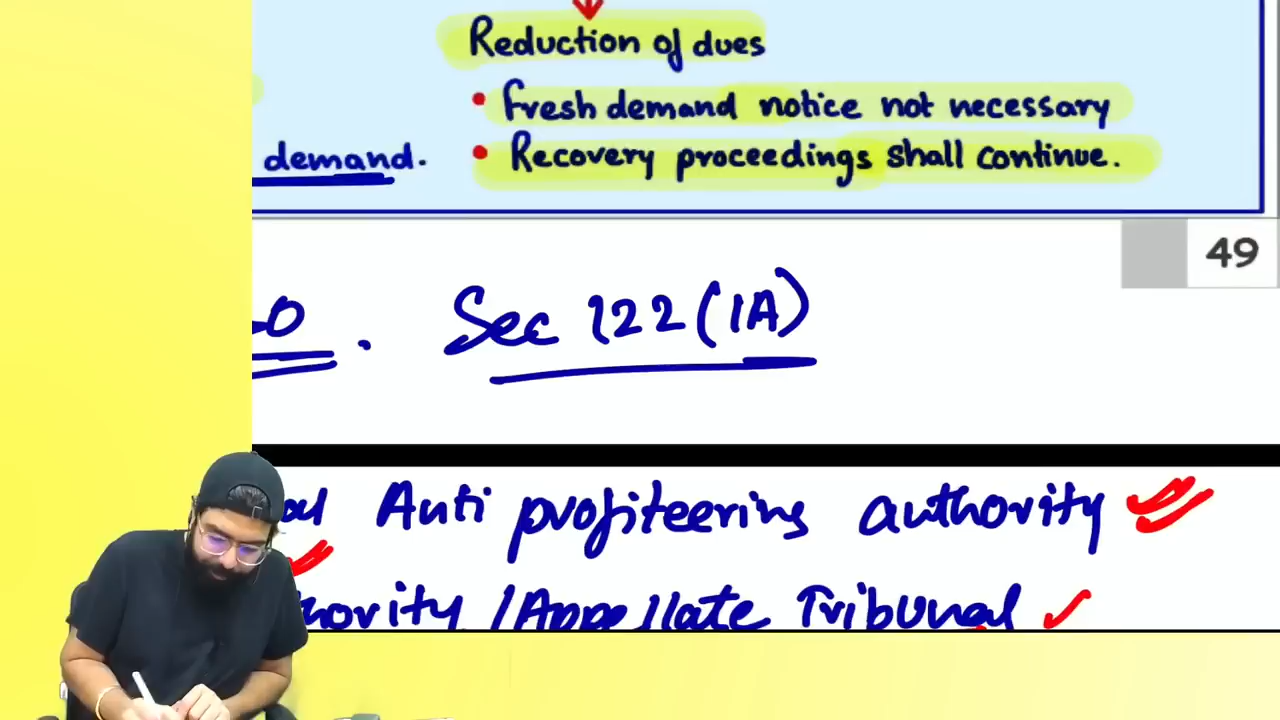 Reduction of dues
• Fresh demand notice not necessary
demand.
• Recovery proceedings shall continue.
49
Sec 122 (1A)
Anti profiteering authority
/Appellate Tribunal